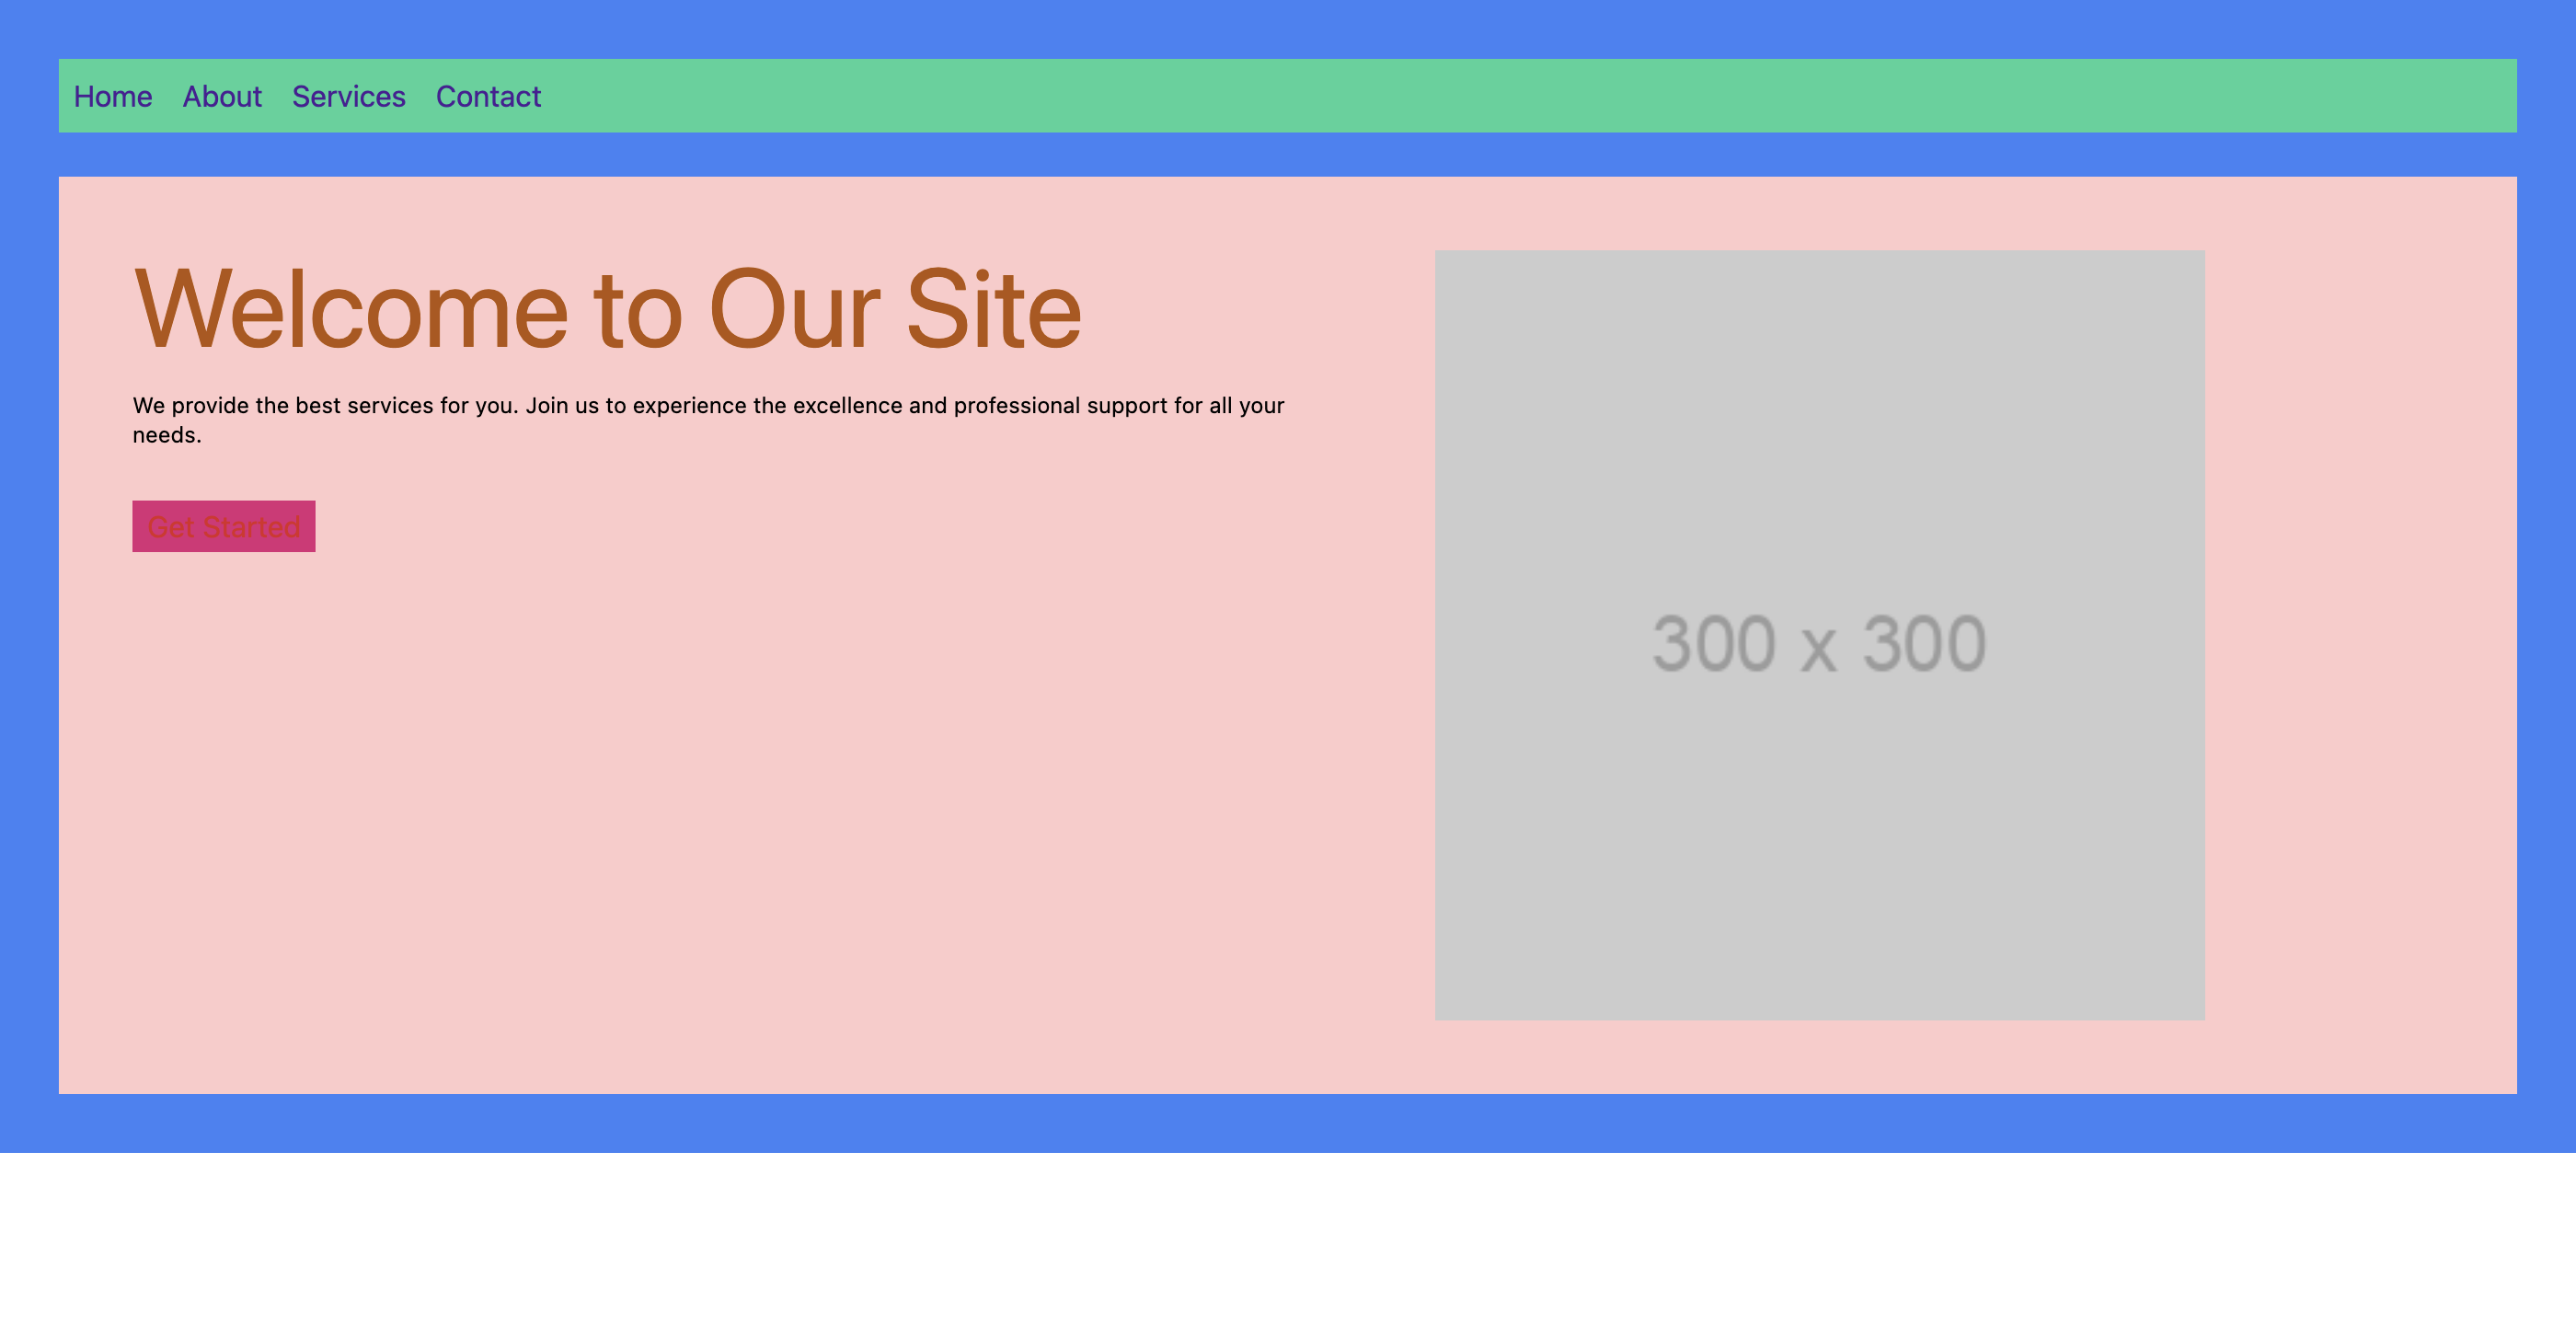 Home About Services Contact
Welcome to Our Site
We provide the best services for you. Join us to experience the excellence and professional support for all your
needs.
Get Started
300 x 300